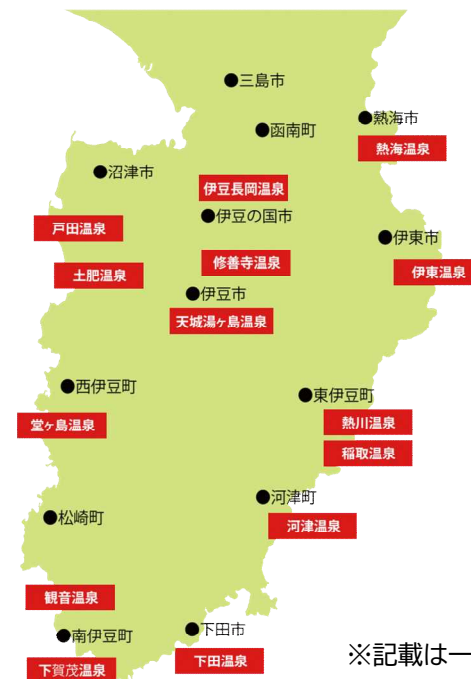 ●三島市
●函南町
●熱海市
熱海温泉
●沼津市
伊豆長岡温泉
●伊豆の国市
戸田温泉
●伊東市
修善寺温泉
伊東温泉
土肥温泉
●伊豆市
天城湯ヶ島温泉
●西伊豆町
●東伊豆町
堂ヶ島温泉
熱川温泉
稲取温泉
●河津町
●松崎町
河津温泉
観音温泉
●下田市
●南伊豆町
下田温泉
下賀茂温泉
※記載は一